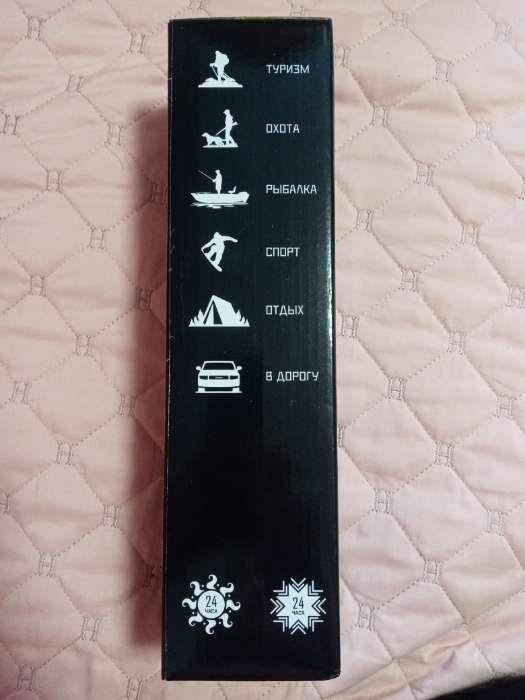 ТУРИЗМ
ОХОТА
РЫБАЛКА
СПОРТ
ОТДЫХ
В ДОРОГУ
24
ЧАСА
24
ЧАСА